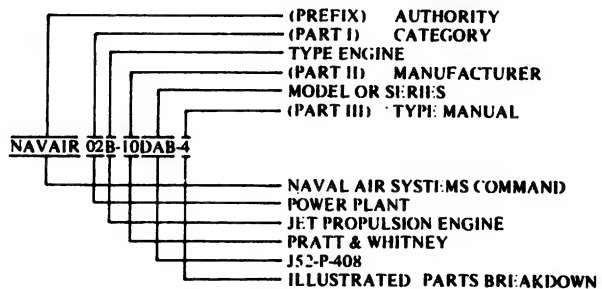 (PREFIX) AUTHORITY
(PART I) CATEGORY
TYPE ENGINE
(PART II) MANUFACTURER
MODEL OR SERIES
(PART III) TYPE MANUAL
NAVAIR 02B-10DAB-4
NAVAL AIR SYSTEMS COMMAND
POWER PLANT
JET PROPULSION ENGINE
PRATT & WHITNEY
J52-P-408
ILLUSTRATED PARTS BREAKDOWN